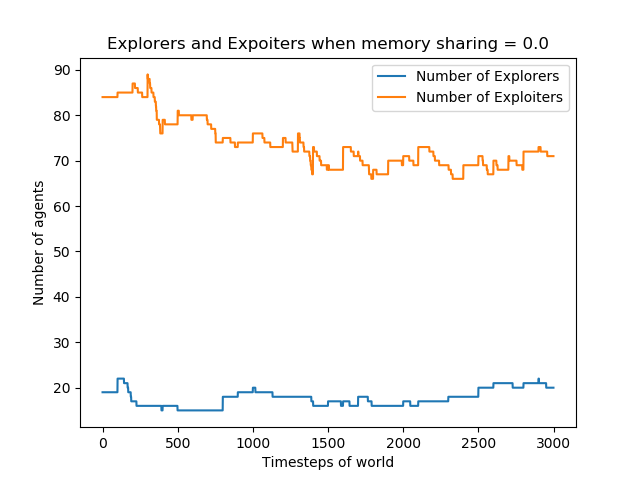 Explorers and Expoiters when memory sharing = 0.0
Number of Explorers
Number of Exploiters
90
80
70
60
50
40
30
20
Number of agents
0 500 1000 1500 2000 2500 3000
Timesteps of world